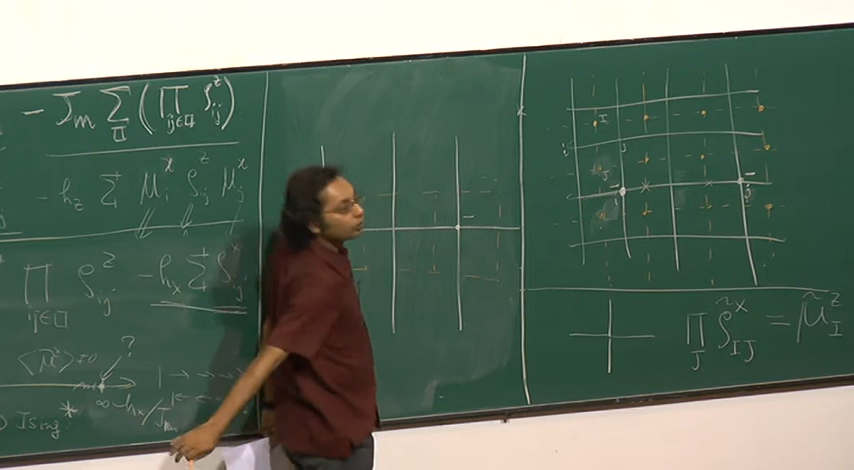 - J_m ∑_□ ( ∏_{ij∈□} ρ^z_{ij} )
- h_z ∑ μ^x_i ρ^z_{ij} μ^x_j
∏_{ij∈□} ρ^z_{ij} - h_x ∑ ρ^x_{ij}
?
∞ h_x/J_m
Ising*
I
J
j
∏_J ρ̃^x_{IJ} = μ̃^z_I